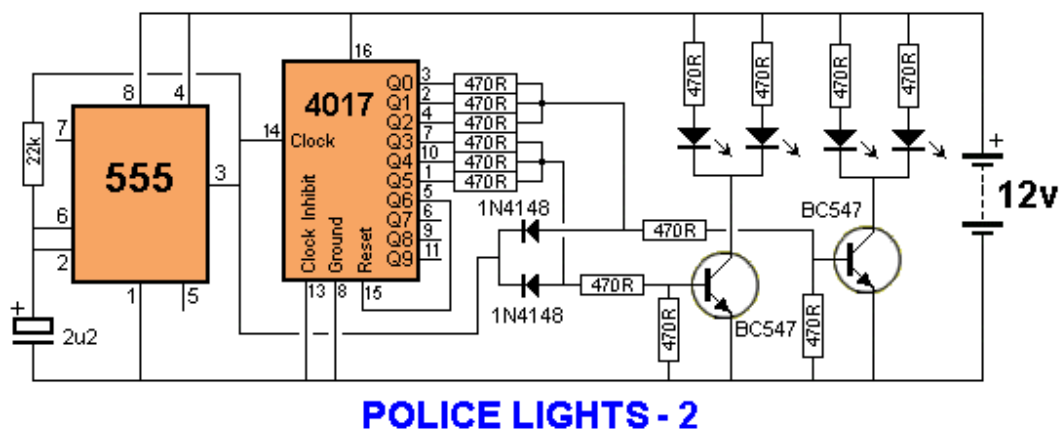 8
4
7
22k
555
3
6
2
1
5
+
2u2
16
4017
14
Clock
Clock Inhibit
Ground
Reset
13
8
15
Q0
3
470R
Q1
2
470R
Q2
4
470R
Q3
7
470R
Q4
10
470R
Q5
1
470R
Q6
5
Q7
6
Q8
9
Q9
11
1N4148
1N4148
470R
470R
470R
470R
470R
470R
470R
470R
BC547
BC547
+
12v
POLICE LIGHTS - 2